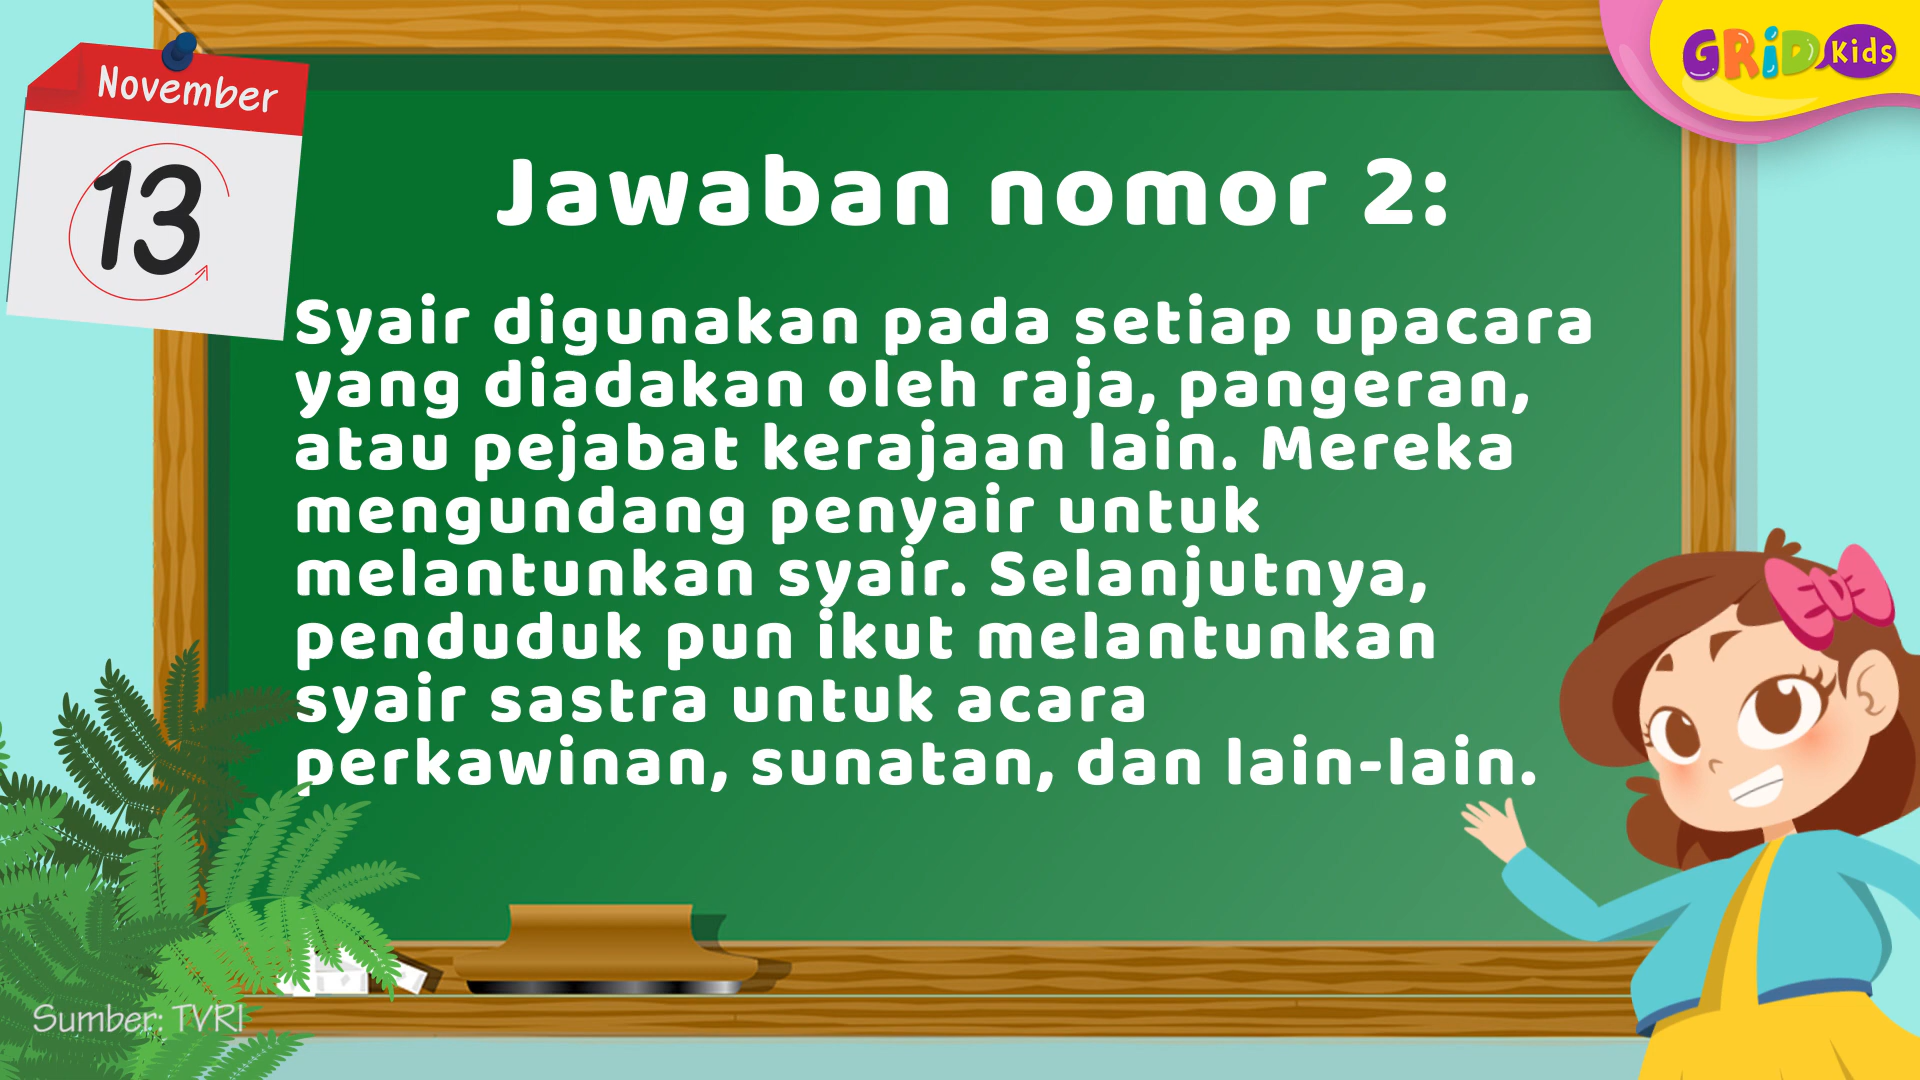 November
13
GRiD Kids
Jawaban nomor 2:
Syair digunakan pada setiap upacara
yang diadakan oleh raja, pangeran,
atau pejabat kerajaan lain. Mereka
mengundang penyair untuk
melantunkan syair. Selanjutnya,
penduduk pun ikut melantunkan
syair sastra untuk acara
perkawinan, sunatan, dan lain-lain.
Sumber: TVRI